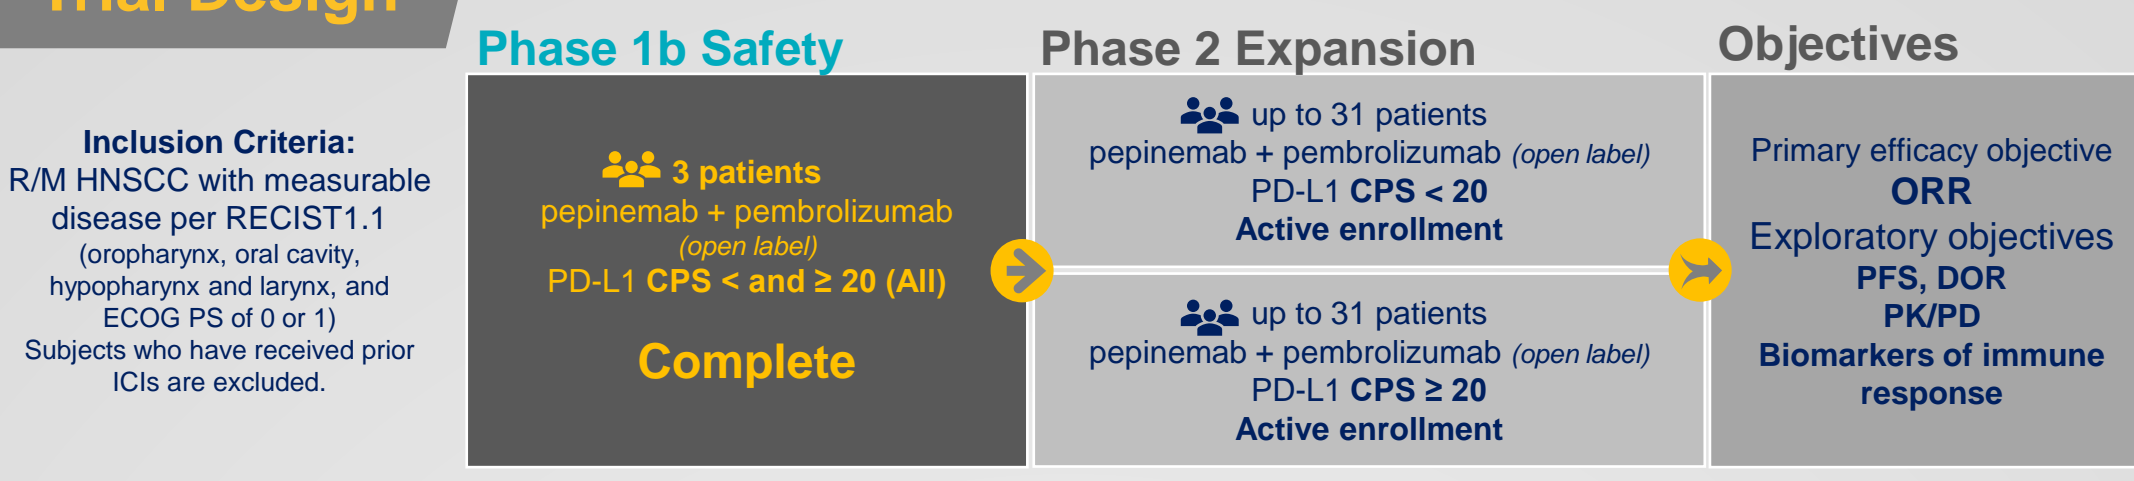 Trial Design
Inclusion Criteria:
R/M HNSCC with measurable
disease per RECIST1.1
(oropharynx, oral cavity,
hypopharynx and larynx, and
ECOG PS of 0 or 1)
Subjects who have received prior
ICIs are excluded.
Phase 1b Safety
3 patients
pepinemab + pembrolizumab
(open label)
PD-L1 CPS < and ≥ 20 (All)
Complete
Phase 2 Expansion
up to 31 patients
pepinemab + pembrolizumab (open label)
PD-L1 CPS < 20
Active enrollment
up to 31 patients
pepinemab + pembrolizumab (open label)
PD-L1 CPS ≥ 20
Active enrollment
Objectives
Primary efficacy objective
ORR
Exploratory objectives
PFS, DOR
PK/PD
Biomarkers of immune
response